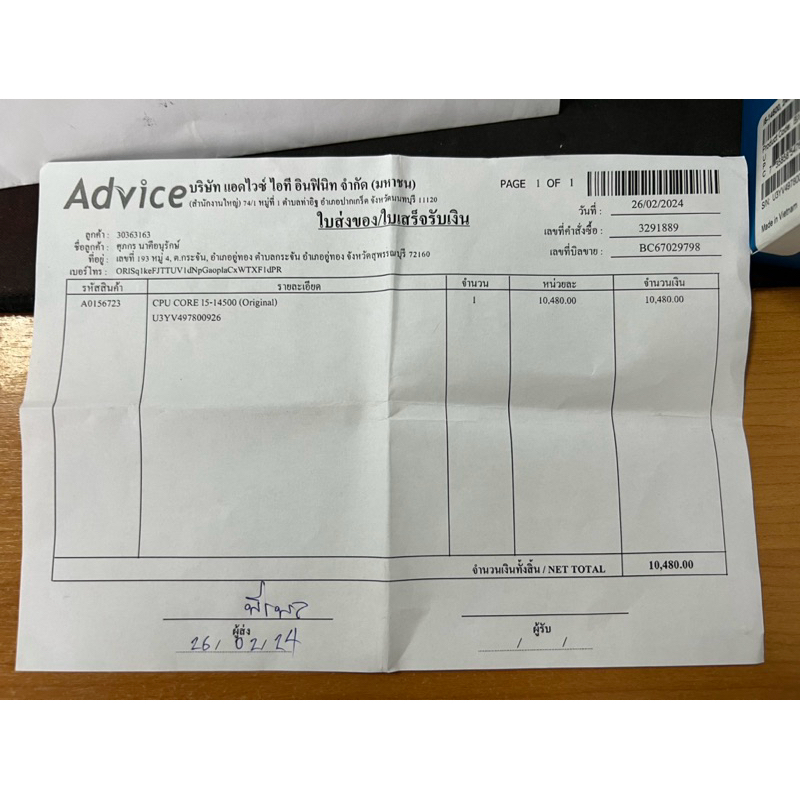 Advice บริษัท แอดไวซ์ ไอที อินฟินิท จำกัด (มหาชน)
(สำนักงานใหญ่) 74/1 หมู่ที่ 1 ตำบลท่าอิฐ อำเภอปากเกร็ด จังหวัดนนทบุรี 11120
PAGE 1 OF 1
ใบส่งของ/ใบเสร็จรับเงิน
วันที่ : 26/02/2024
เลขที่คำสั่งซื้อ : 3291889
เลขที่บิลขาย : BC67029798
ลูกค้า : 30363163
ชื่อลูกค้า : ศุภกร นาคีอนุรักษ์
ที่อยู่ : เลขที่ 193 หมู่ 4, ต.กระจัน, อำเภออู่ทอง ตำบลกระจัน อำเภออู่ทอง จังหวัดสุพรรณบุรี 72160
เบอร์โทร : ORISq1keFJTTUV1dNpGaoplaCxWTXF1dPR
รหัสสินค้า รายละเอียด จำนวน หน่วยละ จำนวนเงิน
A0156723 CPU CORE I5-14500 (Original) 1 10,480.00 10,480.00
U3YV497800926
จำนวนเงินทั้งสิ้น / NET TOTAL 10,480.00
ผู้ส่ง
26/02/24
ผู้รับ
/ /
Made in Vietnam